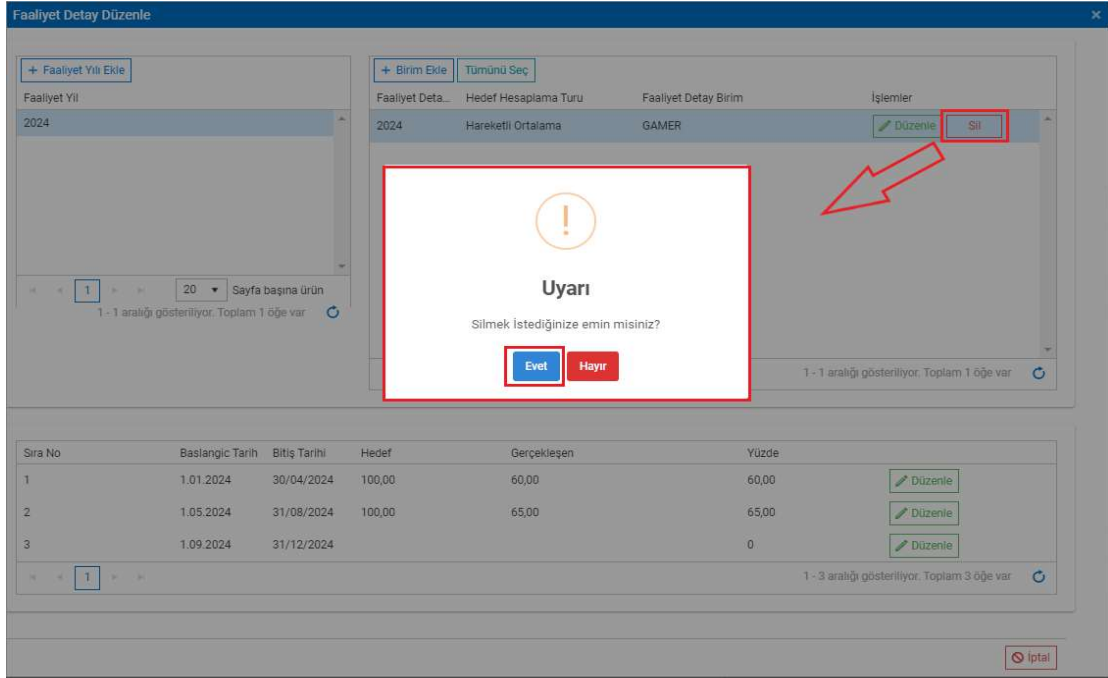 Faaliyet Detay Düzenle
+ Faaliyet Yılı Ekle
Faaliyet Yil
2024
1
20
Sayfa başına ürün
1 - 1 aralığı gösteriliyor. Toplam 1 öğe var
+ Birim Ekle Tümünü Seç
Faaliyet Deta... Hedef Hesaplama Turu Faaliyet Detay Birim İşlemler
2024 Hareketli Ortalama GAMER Düzenle Sil
!
Uyarı
Silmek İstediğinize emin misiniz?
Evet Hayır
1 - 1 aralığı gösteriliyor. Toplam 1 öğe var
Sıra No Baslangic Tarih Bitiş Tarihi Hedef Gerçekleşen Yüzde
1 1.01.2024 30/04/2024 100,00 60,00 60,00 Düzenle
2 1.05.2024 31/08/2024 100,00 65,00 65,00 Düzenle
3 1.09.2024 31/12/2024 0 Düzenle
1 1 - 3 aralığı gösteriliyor. Toplam 3 öğe var
İptal